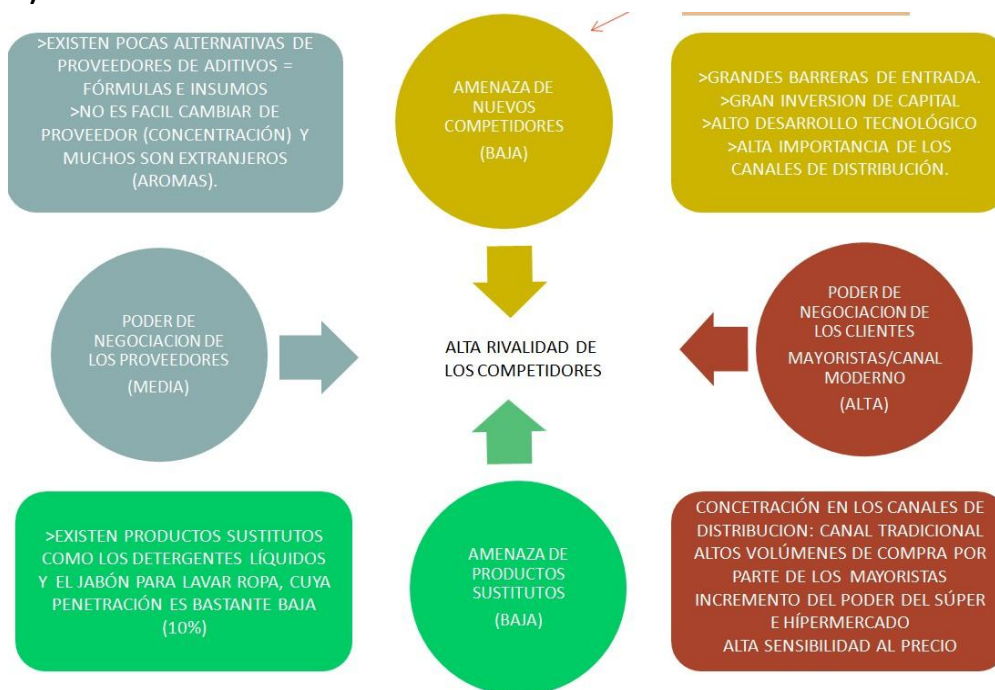 >EXISTEN POCAS ALTERNATIVAS DE
PROVEEDORES DE ADITIVOS =
FÓRMULAS E INSUMOS
>NO ES FACIL CAMBIAR DE
PROVEEDOR (CONCENTRACIÓN) Y
MUCHOS SON EXTRANJEROS
(AROMAS).
AMENAZA DE
NUEVOS
COMPETIDORES
(BAJA)
>GRANDES BARRERAS DE ENTRADA.
>GRAN INVERSION DE CAPITAL
>ALTO DESARROLLO TECNOLÓGICO
>ALTA IMPORTANCIA DE LOS
CANALES DE DISTRIBUCIÓN.
PODER DE
NEGOCIACION DE
LOS PROVEEDORES
(MEDIA)
ALTA RIVALIDAD DE
LOS COMPETIDORES
PODER DE
NEGOCIACION DE
LOS CLIENTES
MAYORISTAS/CANAL
MODERNO
(ALTA)
>EXISTEN PRODUCTOS SUSTITUTOS
COMO LOS DETERGENTES LÍQUIDOS
Y EL JABÓN PARA LAVAR ROPA, CUYA
PENETRACIÓN ES BASTANTE BAJA
(10%)
AMENAZA DE
PRODUCTOS
SUSTITUTOS
(BAJA)
CONCETRACIÓN EN LOS CANALES DE
DISTRIBUCION: CANAL TRADICIONAL
ALTOS VOLÚMENES DE COMPRA POR
PARTE DE LOS MAYORISTAS
INCREMENTO DEL PODER DEL SÚPER
E HÍPERMERCADO
ALTA SENSIBILIDAD AL PRECIO